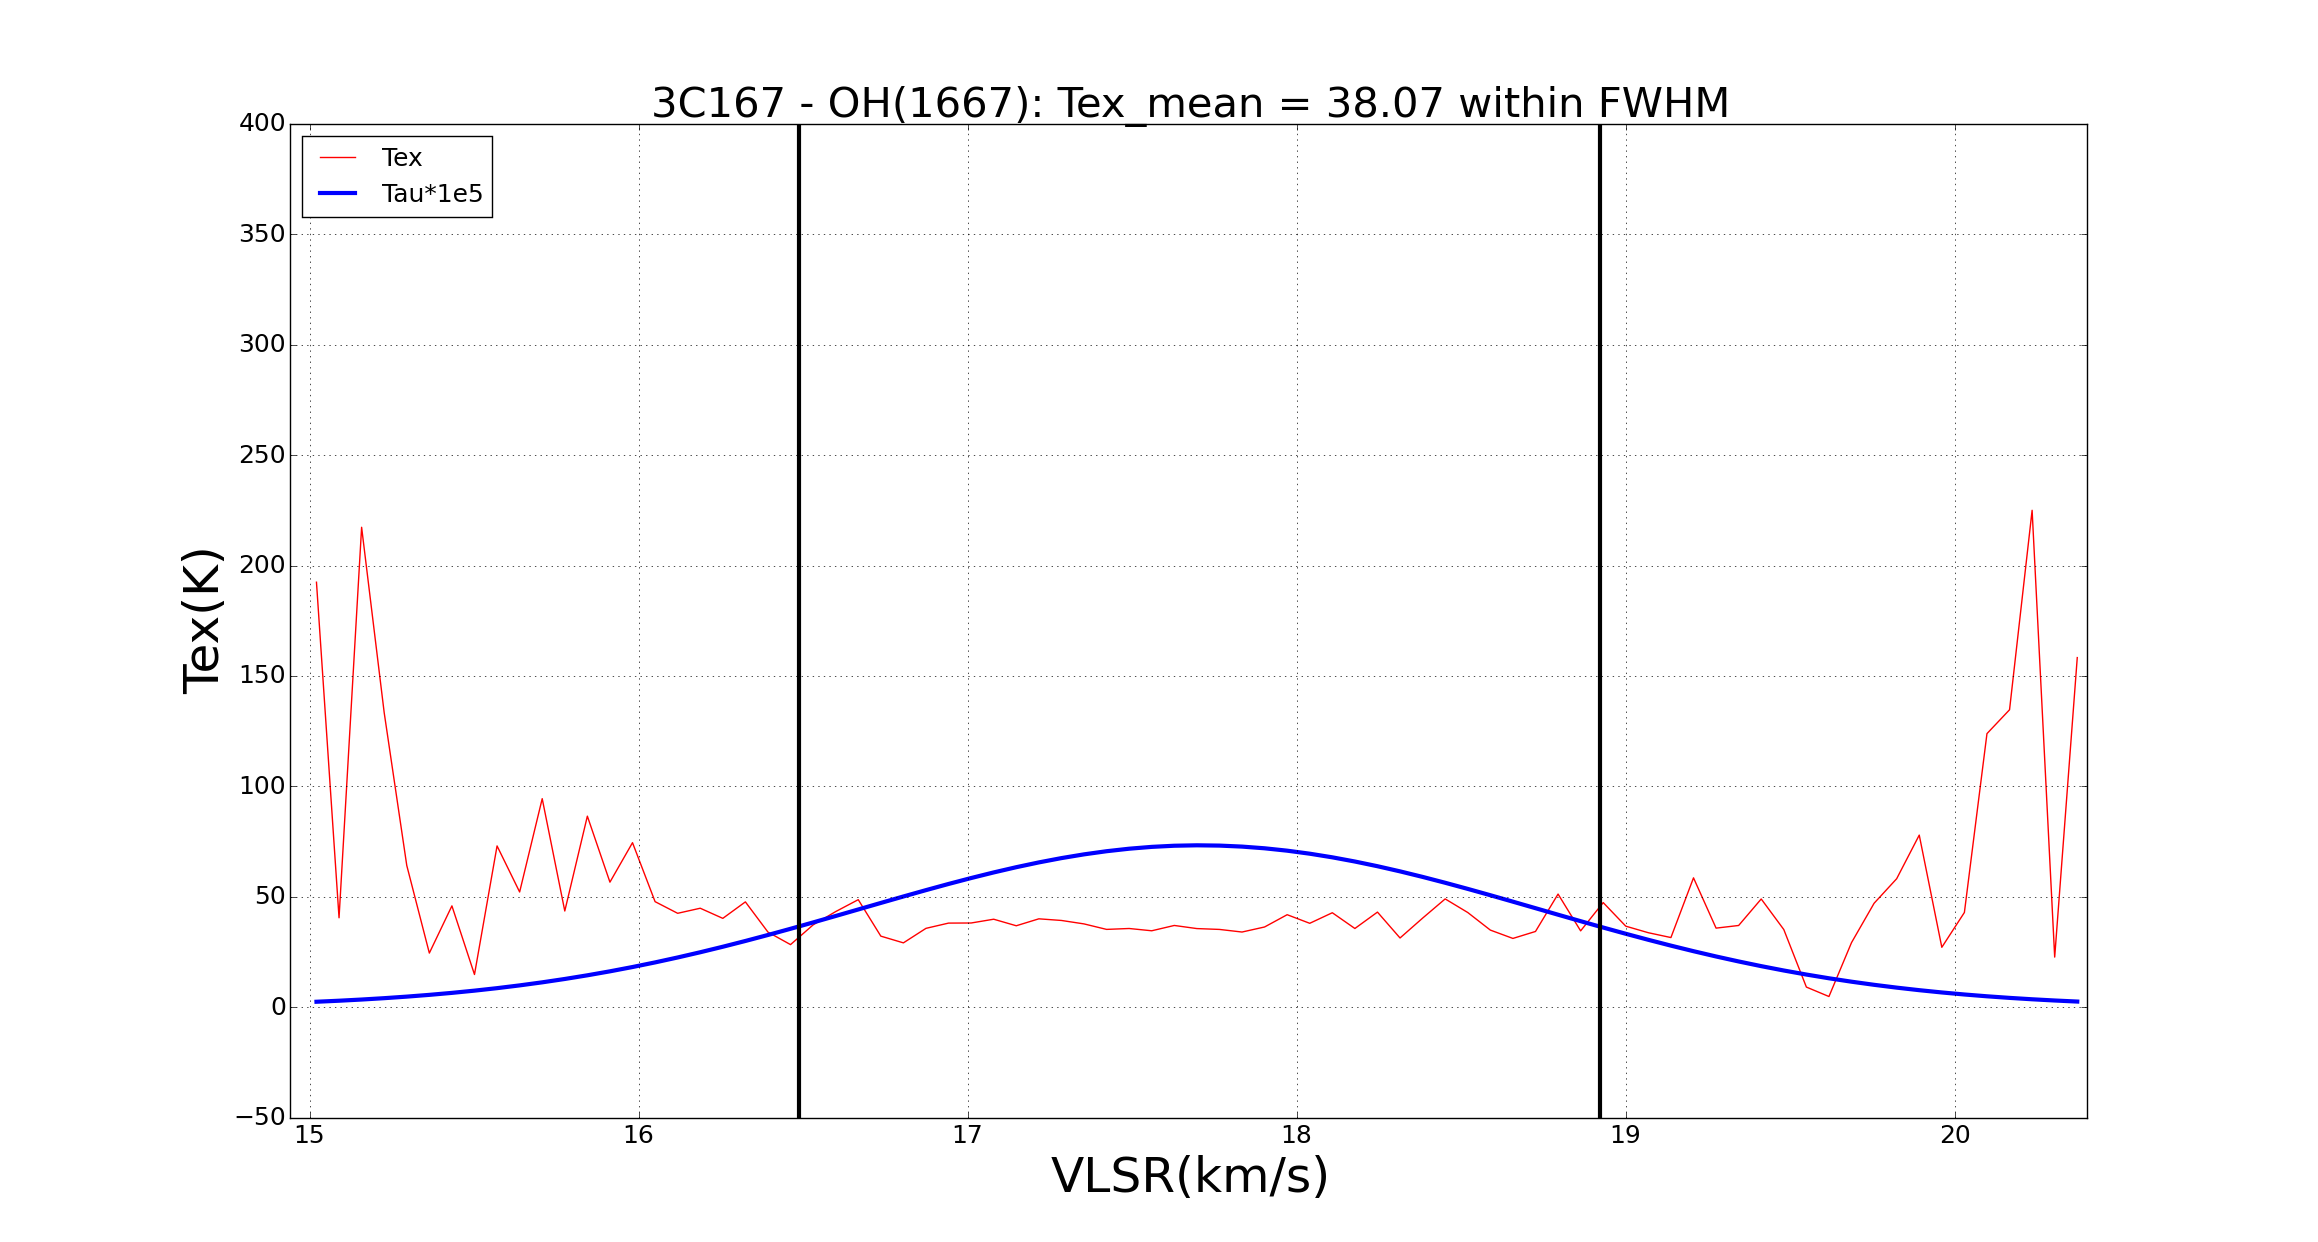 3C167 - OH(1667): Tex_mean = 38.07 within FWHM
Tex
Tau*1e5
400
350
300
250
200
150
100
50
0
−50
Tex(K)
15 16 17 18 19 20
VLSR(km/s)